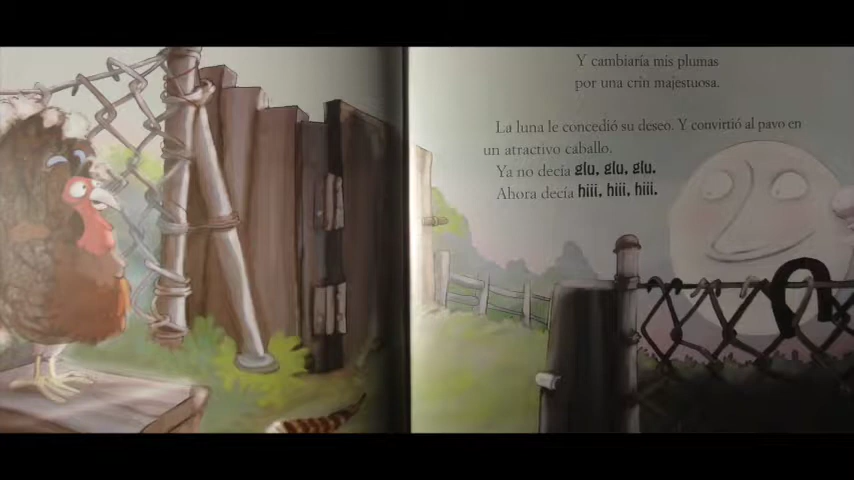 Y cambiaría mis plumas
por una crin majestuosa.
La luna le concedió su deseo. Y convirtió al pavo en
un atractivo caballo.
Ya no decía glu, glu, glu.
Ahora decía hiii, hiii, hiii.